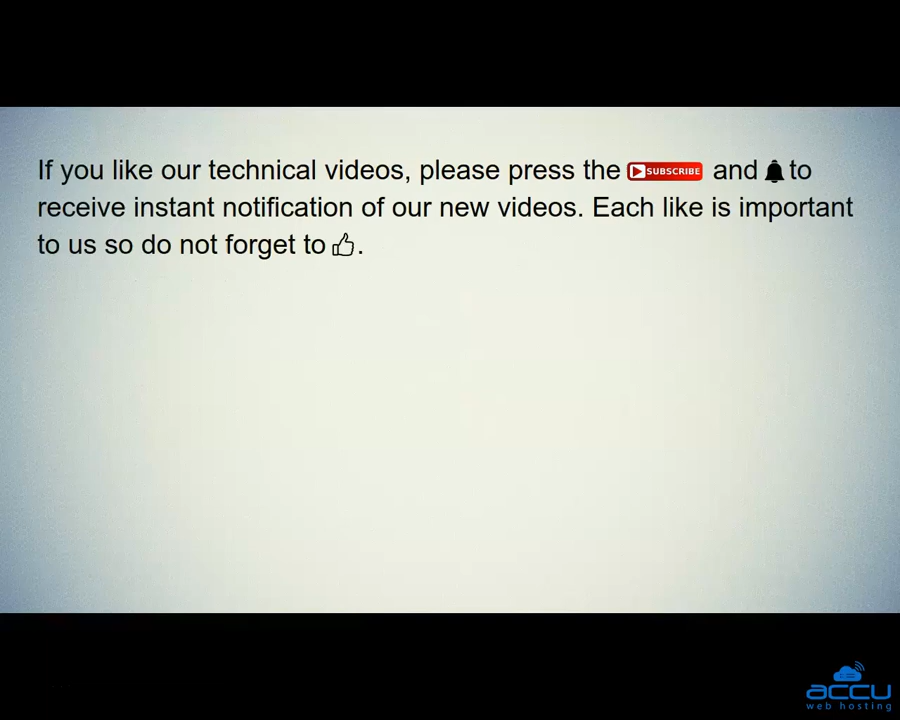 If you like our technical videos, please press the SUBSCRIBE and to
receive instant notification of our new videos. Each like is important
to us so do not forget to .
accu
web hosting